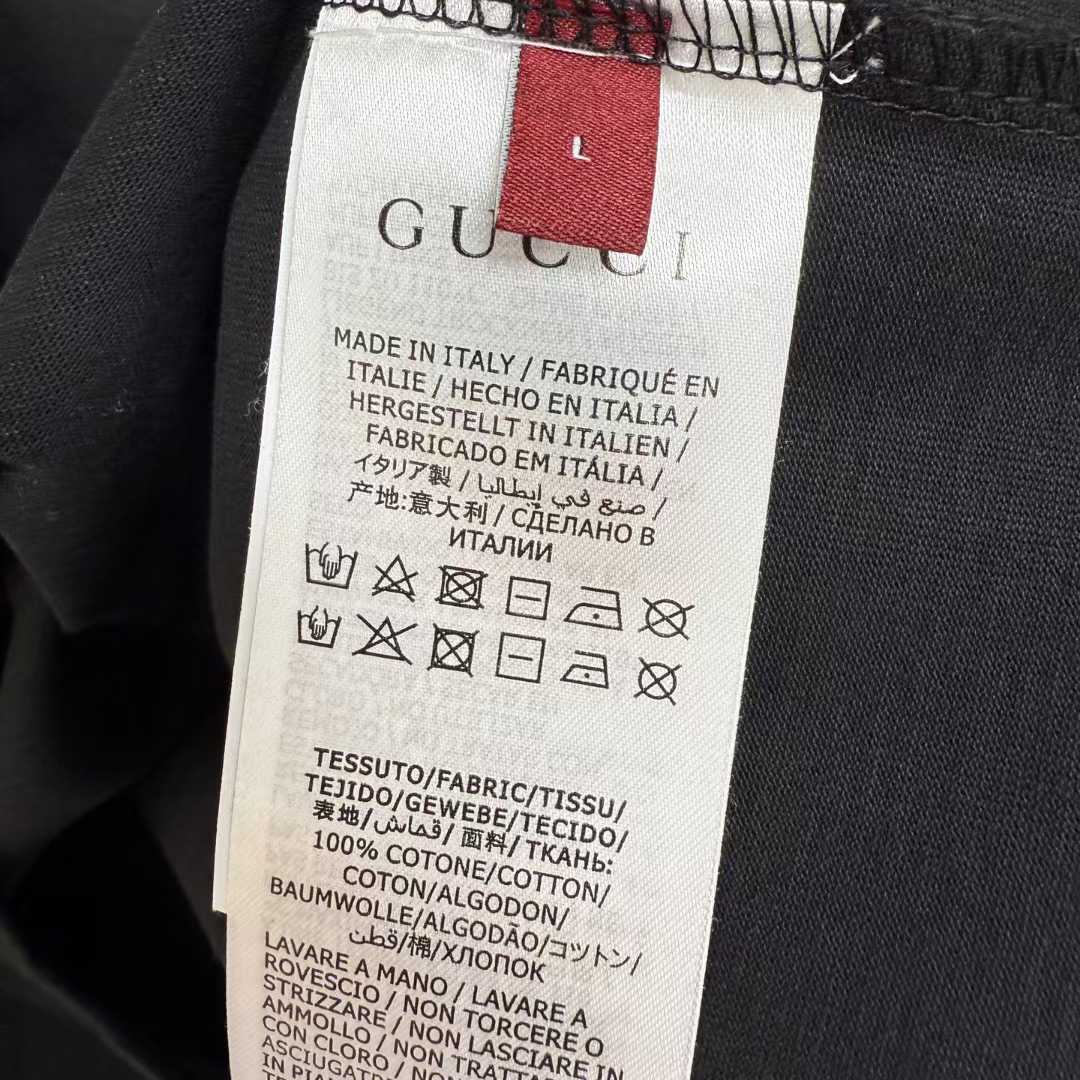 L
GUCCI
MADE IN ITALY / FABRIQUÉ EN
ITALIE / HECHO EN ITALIA /
HERGESTELLT IN ITALIEN /
FABRICADO EM ITÁLIA /
イタリア製 / صنع في إيطاليا /
产地:意大利 / СДЕЛАНО В
ИТАЛИИ
TESSUTO/FABRIC/TISSU/
TEJIDO/GEWEBE/TECIDO/
表地/قماش/ 面料/ ТКАНЬ:
100% COTONE/COTTON/
COTON/ALGODON/
BAUMWOLLE/ALGODÃO/コットン/
قطن/棉/ХЛОПОК
LAVARE A MANO / LAVARE A
ROVESCIO / NON TORCERE O
STRIZZARE / NON LASCIARE IN
AMMOLLO / NON TRATTARE
CON CLORO / NON